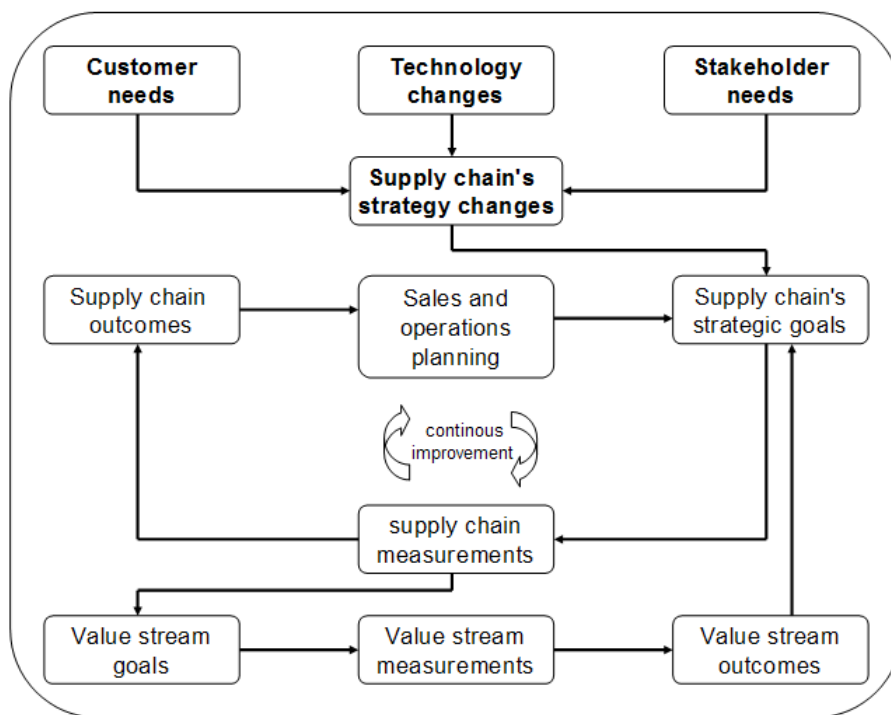 Customer
needs
Technology
changes
Stakeholder
needs
Supply chain's
strategy changes
Supply chain
outcomes
Sales and
operations
planning
Supply chain's
strategic goals
continous
improvement
supply chain
measurements
Value stream
goals
Value stream
measurements
Value stream
outcomes